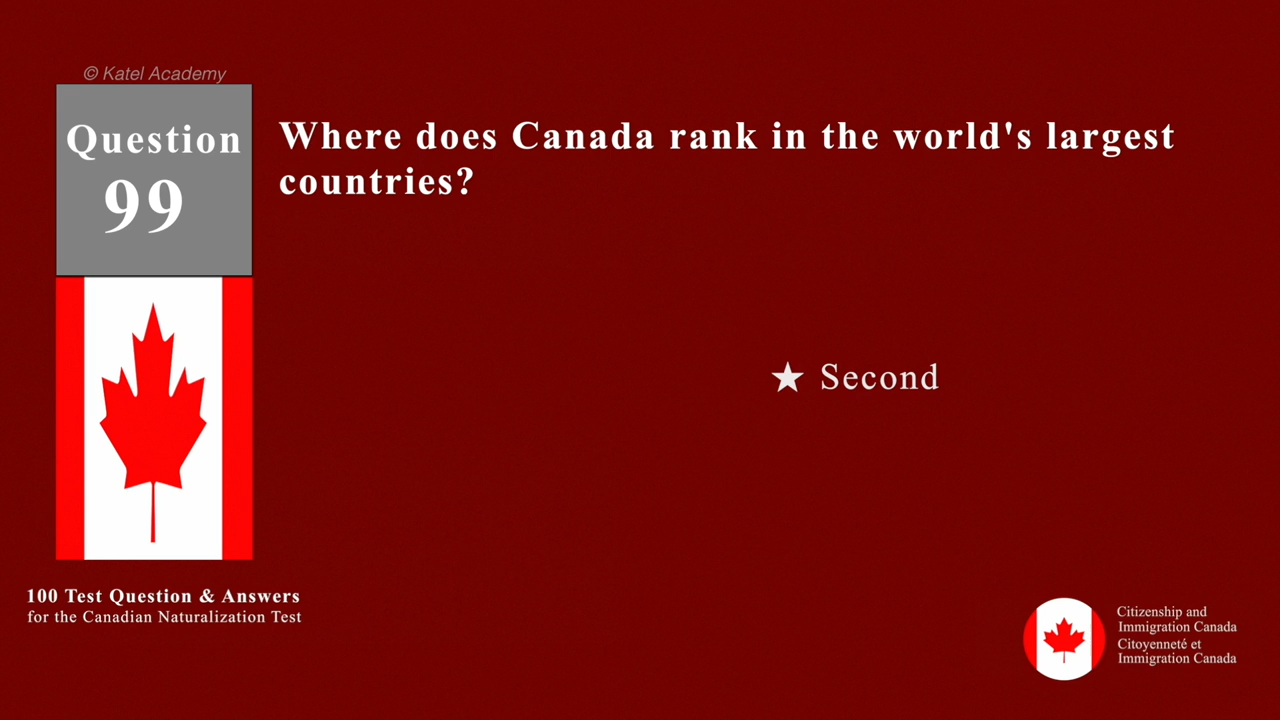 © Katel Academy
Question
99
Where does Canada rank in the world's largest
countries?
★ Second
100 Test Question & Answers
for the Canadian Naturalization Test
Citizenship and
Immigration Canada
Citoyenneté et
Immigration Canada